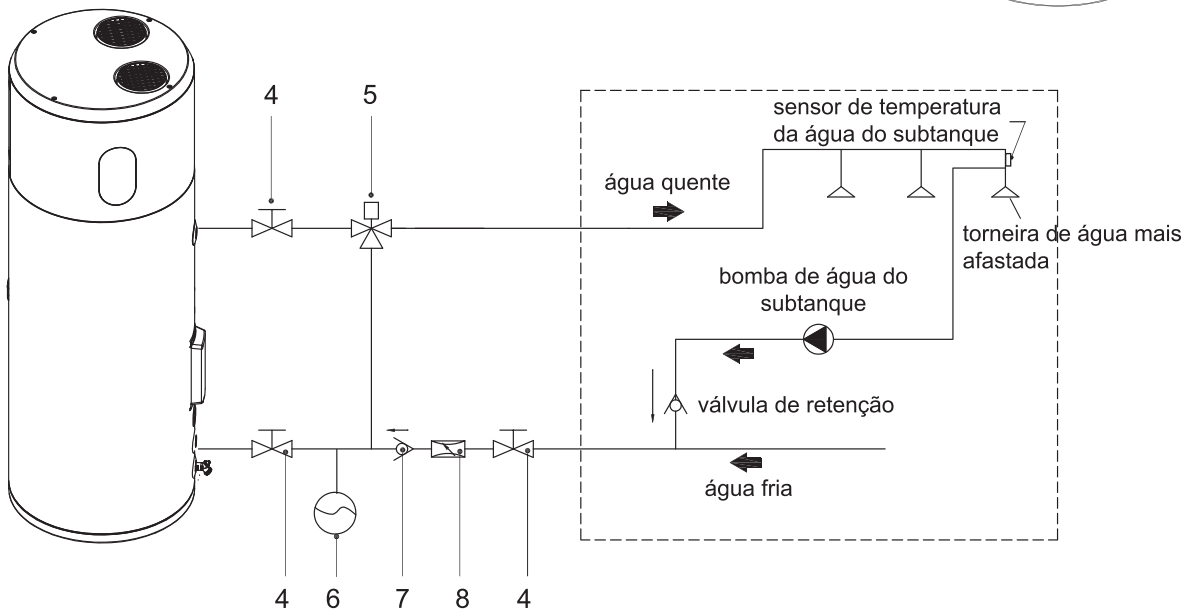 4
5
sensor de temperatura
da água do subtanque
água quente
torneira de água mais
afastada
bomba de água do
subtanque
válvula de retenção
água fria
4
6
7
8
4